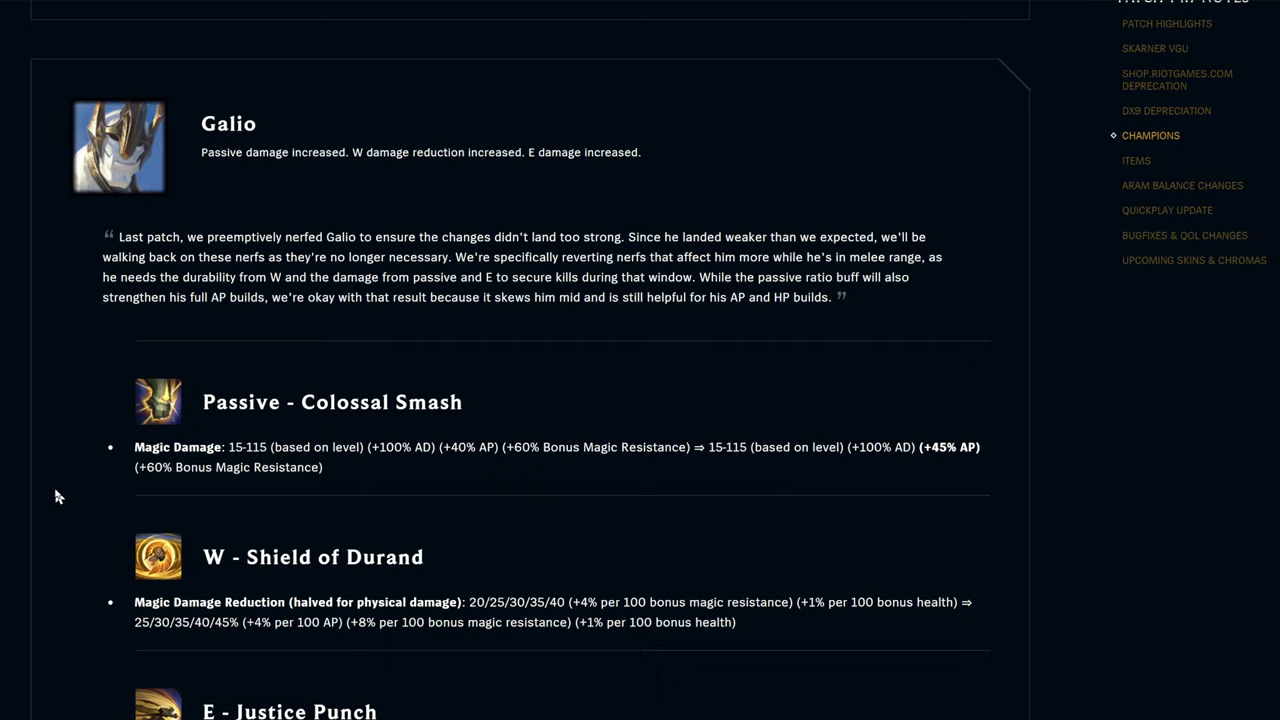 PATCH HIGHLIGHTS
SKARNER VGU
SHOP.RIOTGAMES.COM
DEPRECATION
DX9 DEPRECIATION
CHAMPIONS
ITEMS
ARAM BALANCE CHANGES
QUICKPLAY UPDATE
BUGFIXES & QOL CHANGES
UPCOMING SKINS & CHROMAS
Galio
Passive damage increased. W damage reduction increased. E damage increased.
“ Last patch, we preemptively nerfed Galio to ensure the changes didn't land too strong. Since he landed weaker than we expected, we'll be
walking back on these nerfs as they're no longer necessary. We're specifically reverting nerfs that affect him more while he's in melee range, as
he needs the durability from W and the damage from passive and E to secure kills during that window. While the passive ratio buff will also
strengthen his full AP builds, we're okay with that result because it skews him mid and is still helpful for his AP and HP builds. ”
Passive - Colossal Smash
• Magic Damage: 15-115 (based on level) (+100% AD) (+40% AP) (+60% Bonus Magic Resistance) ⇒ 15-115 (based on level) (+100% AD) (+45% AP)
(+60% Bonus Magic Resistance)
W - Shield of Durand
• Magic Damage Reduction (halved for physical damage): 20/25/30/35/40 (+4% per 100 bonus magic resistance) (+1% per 100 bonus health) ⇒
25/30/35/40/45% (+4% per 100 AP) (+8% per 100 bonus magic resistance) (+1% per 100 bonus health)
E - Justice Punch